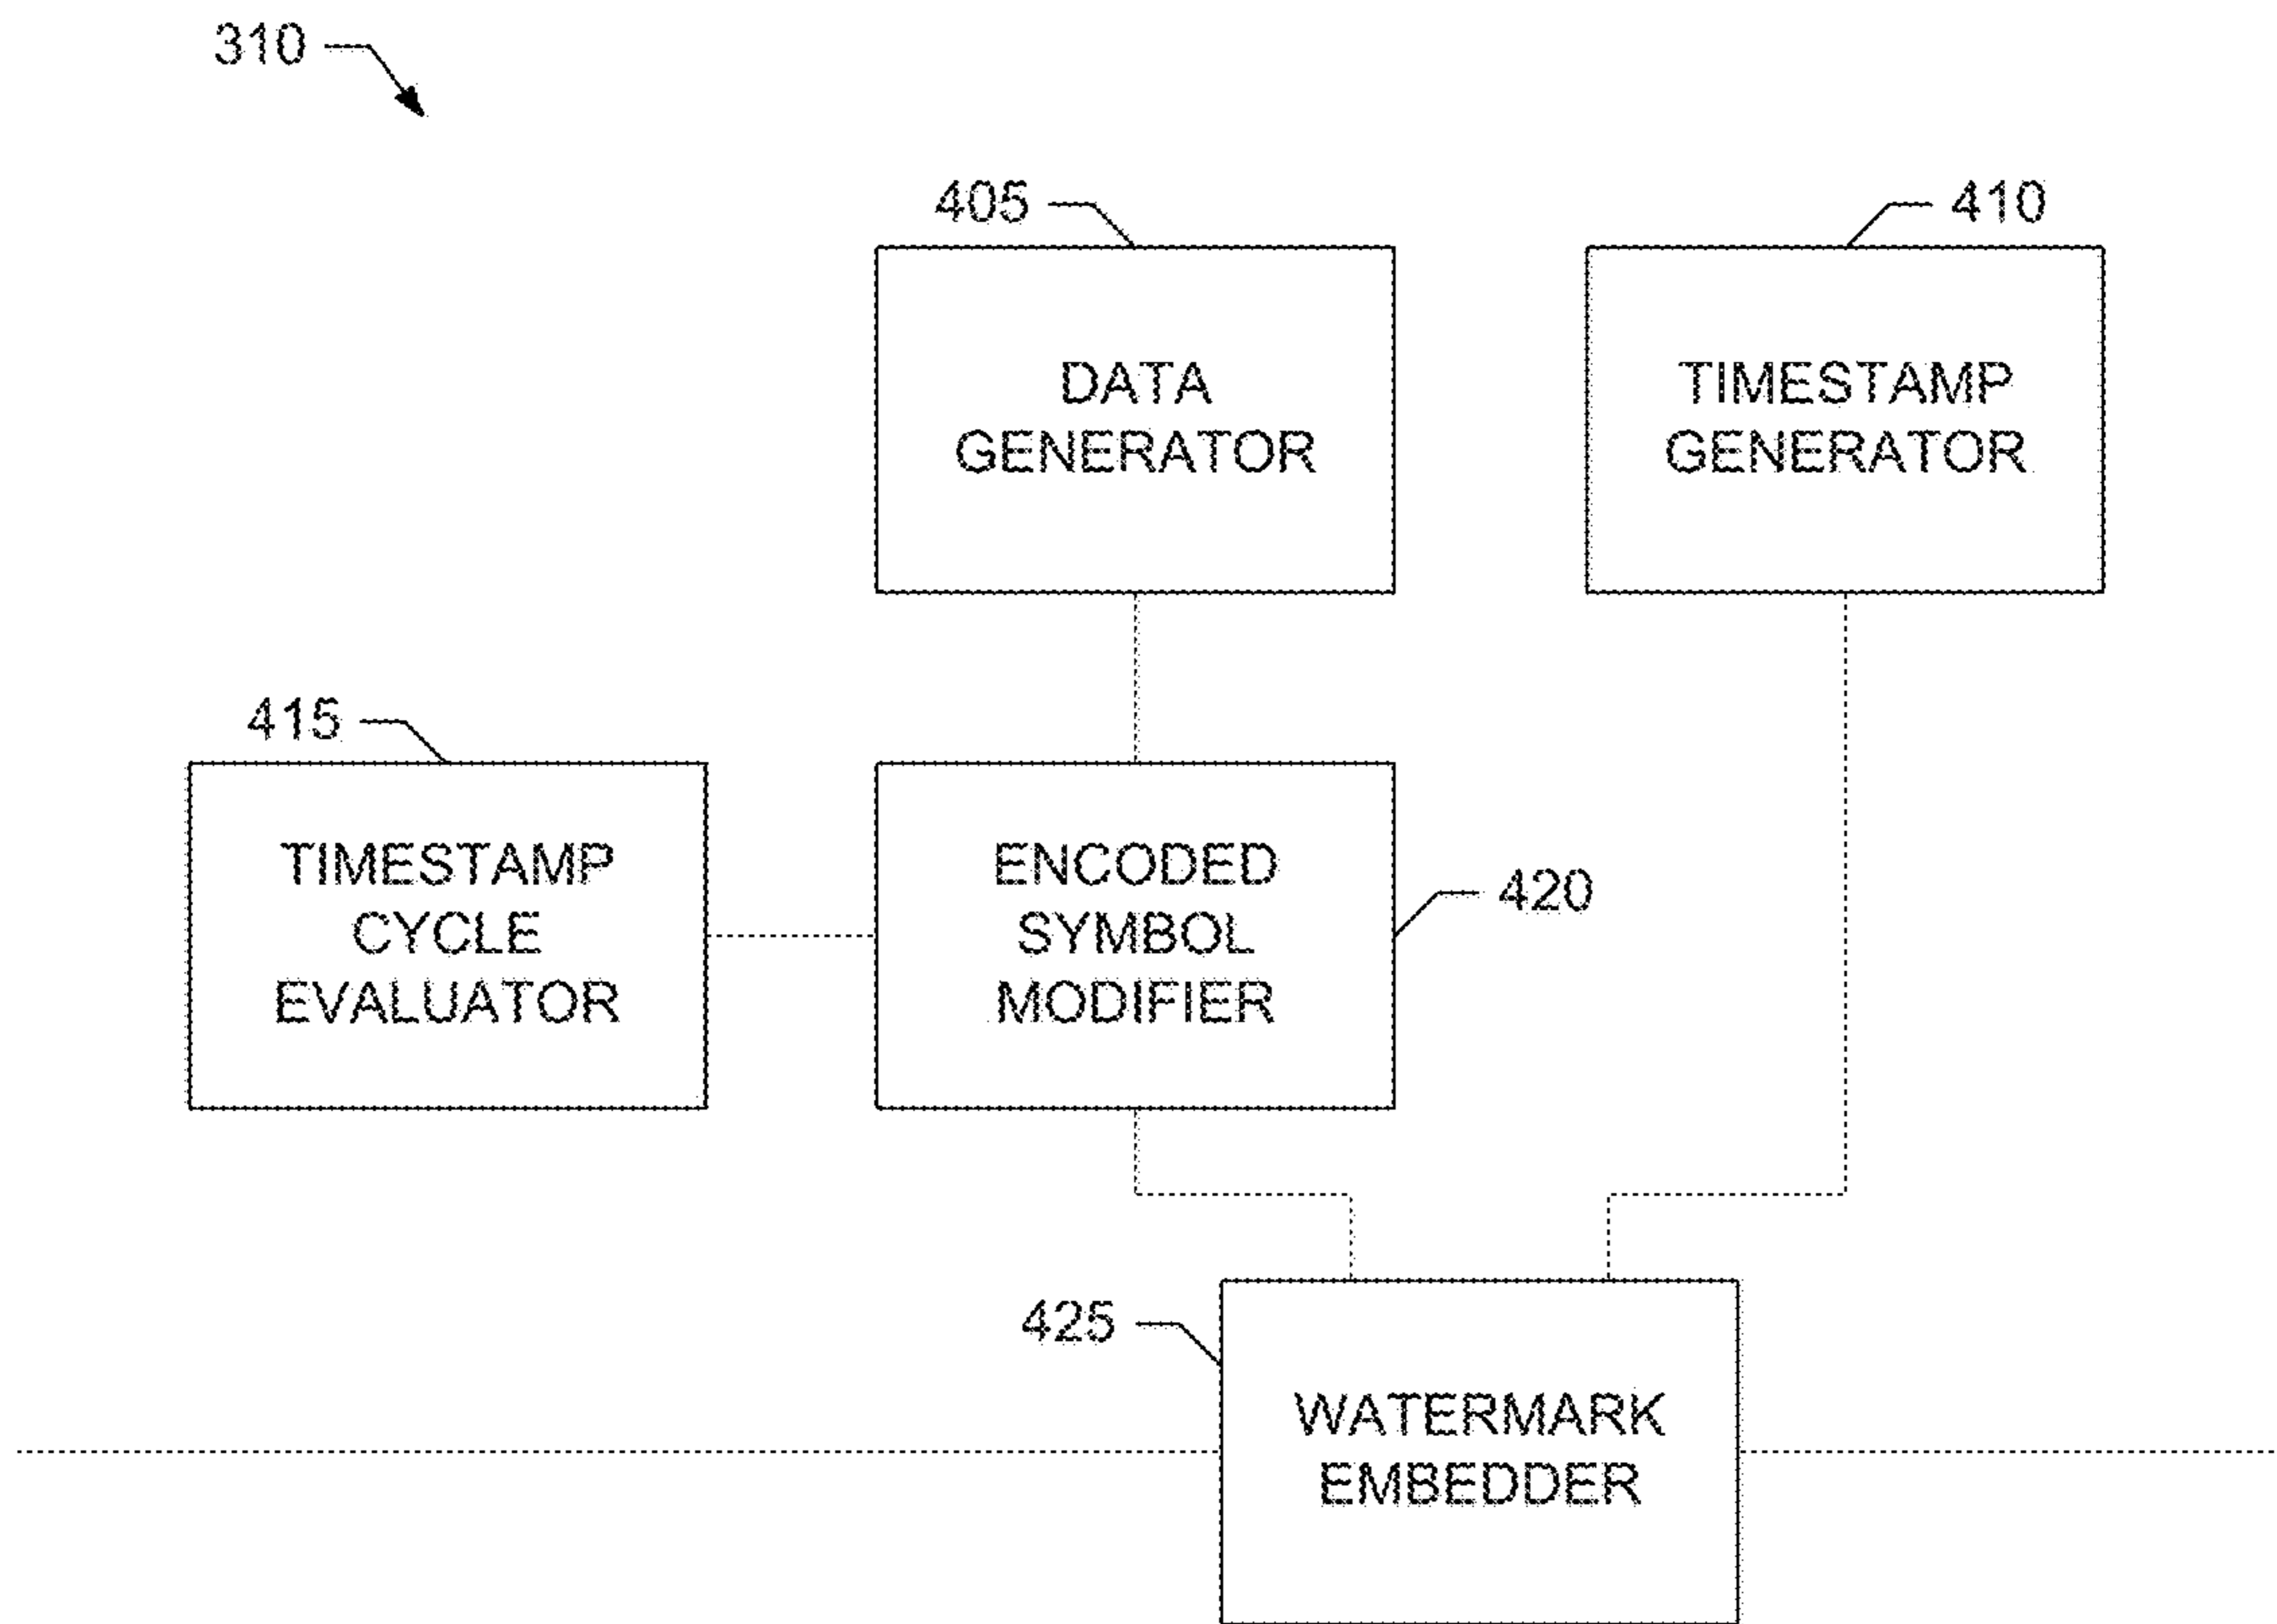 310
405
410
DATA
GENERATOR
TIMESTAMP
GENERATOR
415
TIMESTAMP
CYCLE
EVALUATOR
ENCODED
SYMBOL
MODIFIER
420
425
WATERMARK
EMBEDDER